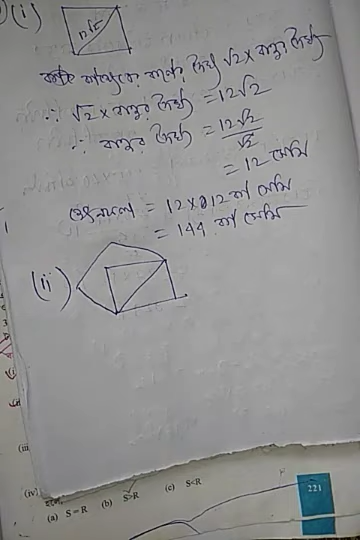 (i)
12√2
বর্গক্ষেত্রের কর্ণের দৈর্ঘ্য √2 × বাহুর দৈর্ঘ্য
∴ √2 × বাহুর দৈর্ঘ্য = 12√2
∴ বাহুর দৈর্ঘ্য = 12√2/√2
= 12 সেমি
ক্ষেত্রফল = 12 × 12 বর্গ সেমি
= 144 বর্গ সেমি
(ii)
(iii)
(iv)
(a) S = R (b) S>R (c) S<R
221